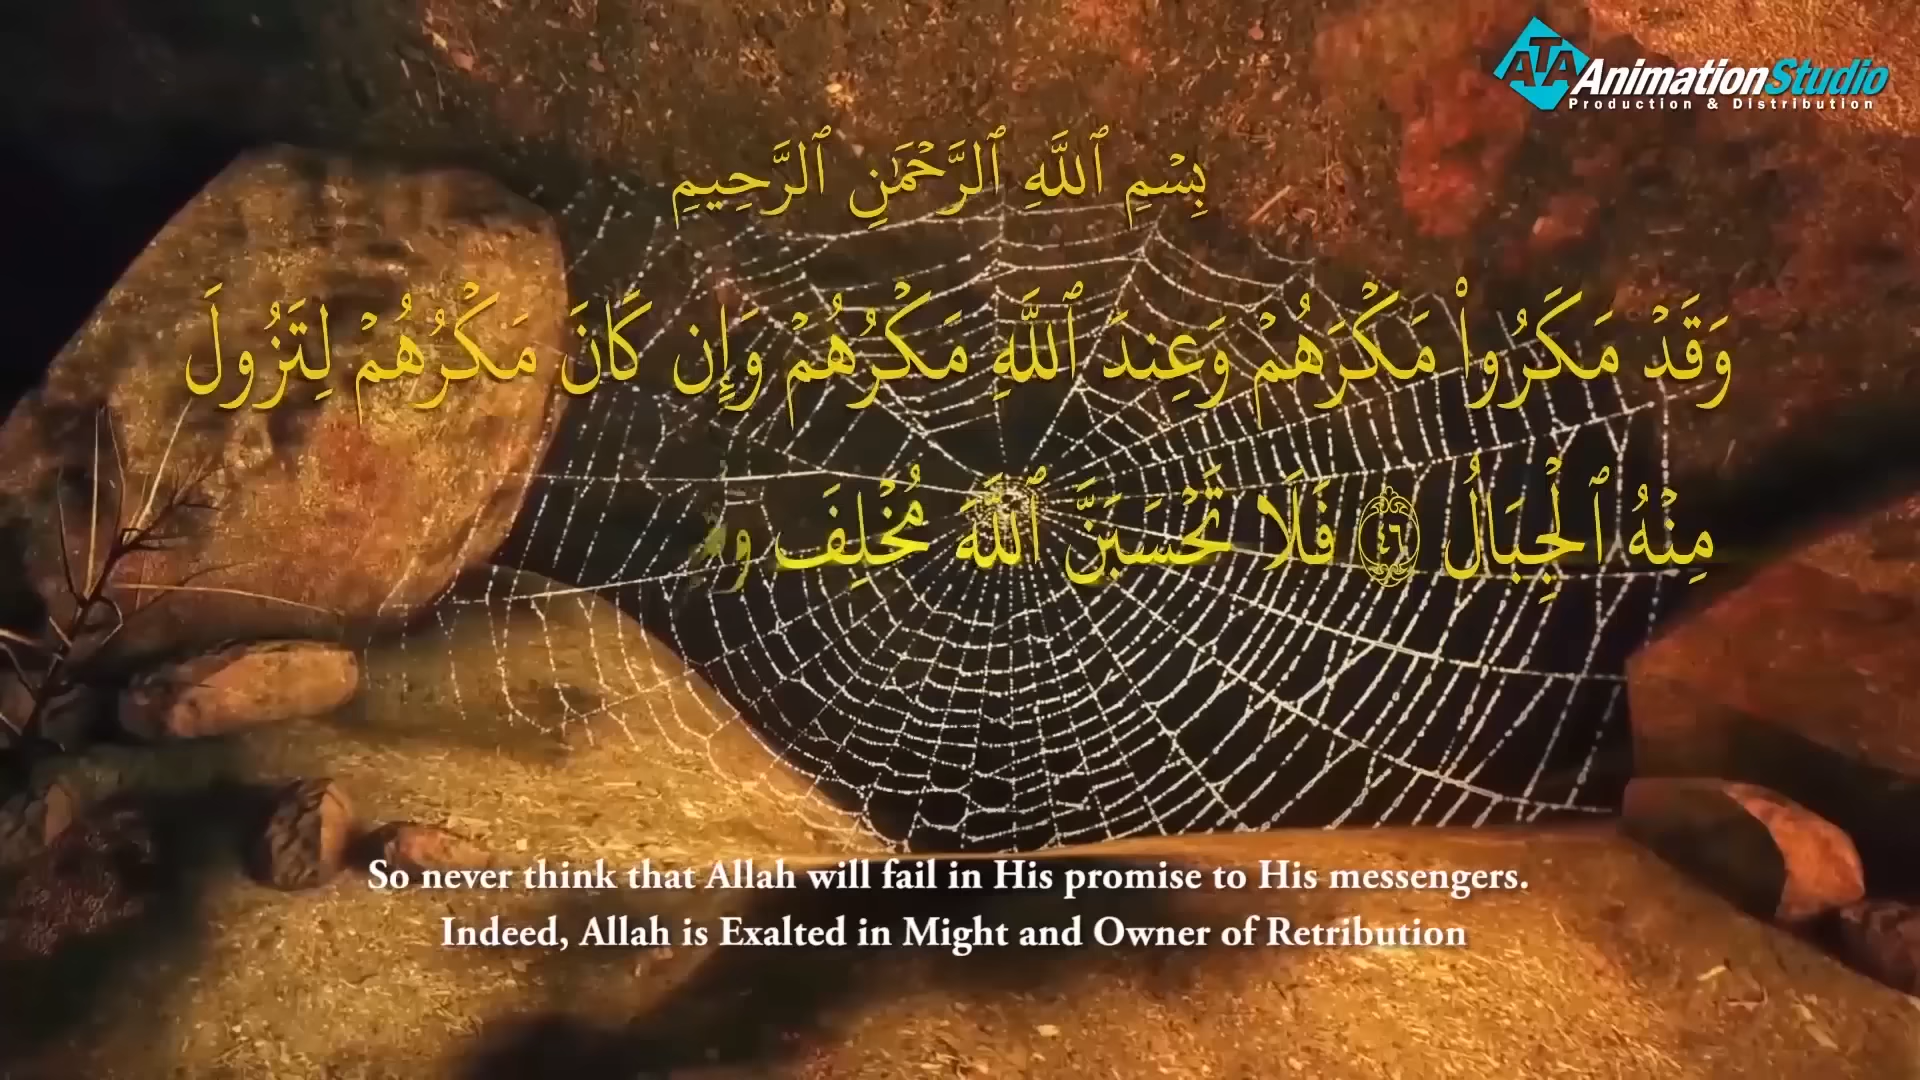 ATA AnimationStudio
Production & Distribution
بِسْمِ ٱللَّهِ ٱلرَّحْمَٰنِ ٱلرَّحِيمِ
وَقَدْ مَكَرُوا۟ مَكْرَهُمْ وَعِندَ ٱللَّهِ مَكْرُهُمْ وَإِن كَانَ مَكْرُهُمْ لِتَزُولَ
مِنْهُ ٱلْجِبَالُ ٤٦ فَلَا تَحْسَبَنَّ ٱللَّهَ مُخْلِفَ
So never think that Allah will fail in His promise to His messengers.
Indeed, Allah is Exalted in Might and Owner of Retribution